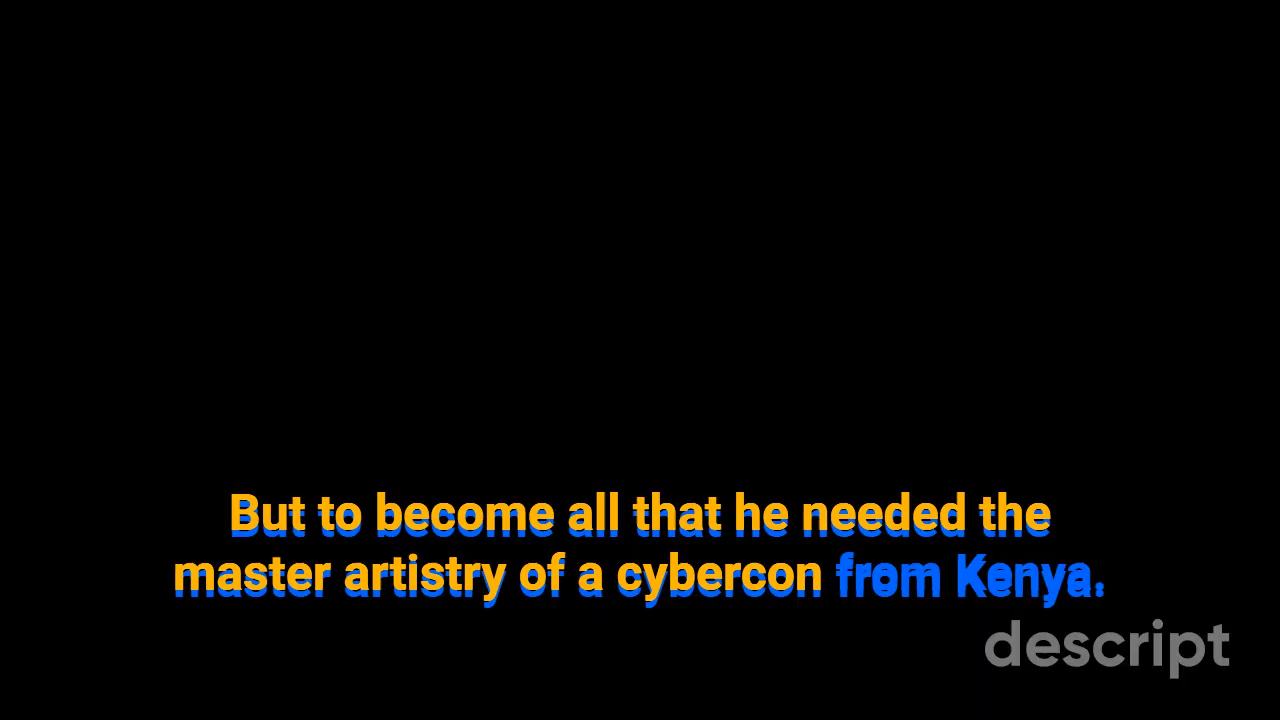 But to become all that he needed the
master artistry of a cybercon from Kenya.
descript